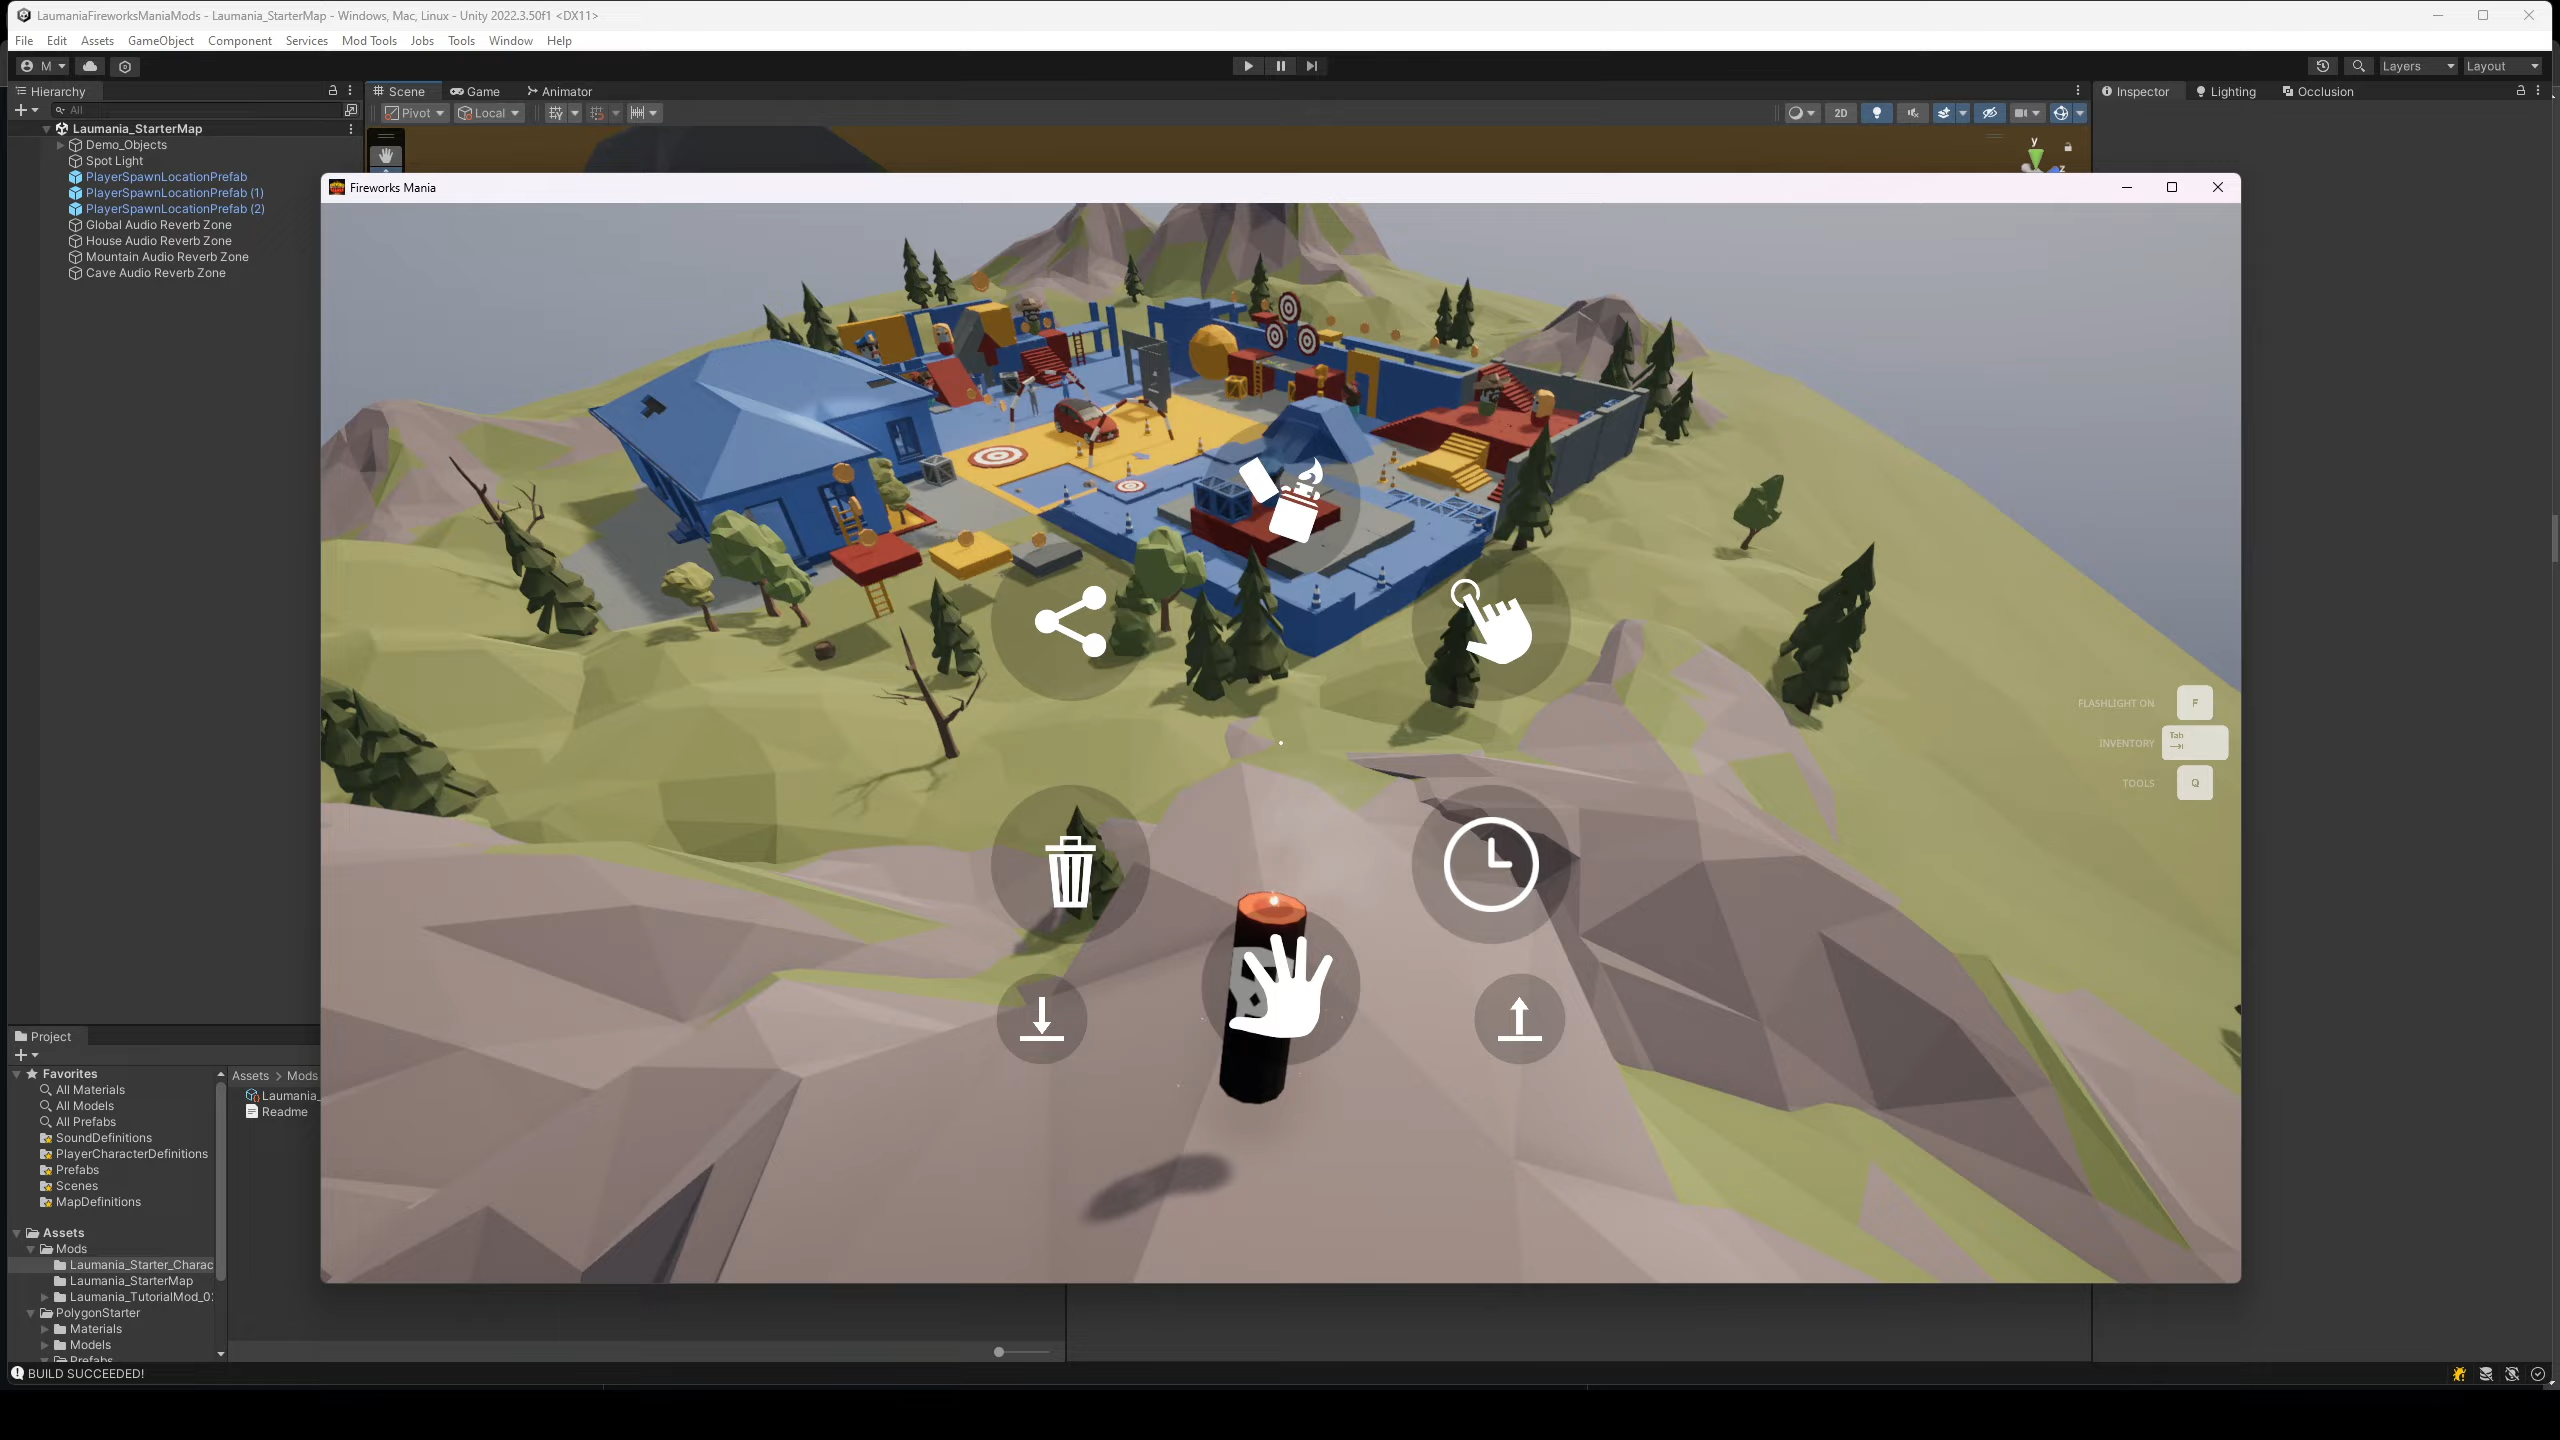 LaumaniaFireworksManiaMods - Laumania_StarterMap - Windows, Mac, Linux - Unity 2022.3.50f1 <DX11>
File Edit Assets GameObject Component Services Mod Tools Jobs Tools Window Help
M Layers Layout
Hierarchy Scene Game Animator Inspector Lighting Occlusion
All Pivot Local 2D
Laumania_StarterMap
Demo_Objects
y
Spot Light
z
PlayerSpawnLocationPrefab
PlayerSpawnLocationPrefab (1)
PlayerSpawnLocationPrefab (2)
Global Audio Reverb Zone
House Audio Reverb Zone
Mountain Audio Reverb Zone
Cave Audio Reverb Zone
Fireworks Mania
FLASHLIGHT ON F
INVENTORY Tab
TOOLS Q
Project
Favorites
All Materials
All Models
All Prefabs
SoundDefinitions
PlayerCharacterDefinitions
Prefabs
Scenes
MapDefinitions
Assets
Mods
Laumania_Starter_Charac
Laumania_StarterMap
Laumania_TutorialMod_0
PolygonStarter
Materials
Models
Prefabs
Assets > Mods
Laumania_
Readme
BUILD SUCCEEDED!